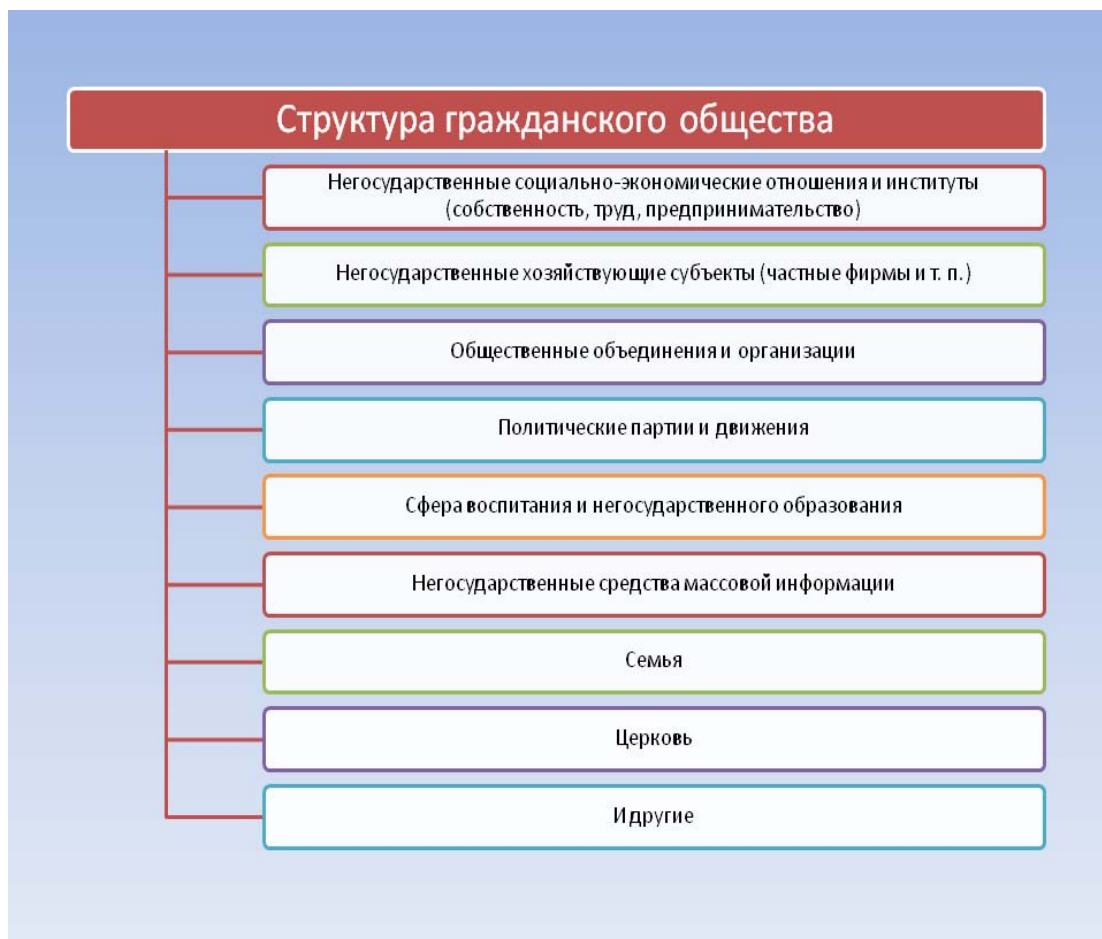 Структура гражданского общества
Негосударственные социально-экономические отношения и институты
(собственность, труд, предпринимательство)
Негосударственные хозяйствующие субъекты (частные фирмы и т. п.)
Общественные объединения и организации
Политические партии и движения
Сфера воспитания и негосударственного образования
Негосударственные средства массовой информации
Семья
Церковь
И другие